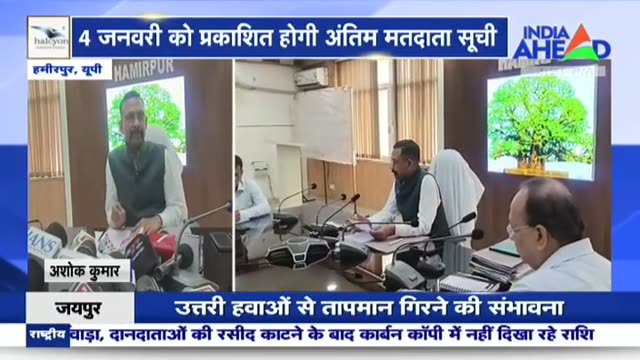 halcyon
4 जनवरी को प्रकाशित होगी अंतिम मतदाता सूची
INDIA
AHEAD
हमीरपुर, यूपी
HAMIRPUR
अशोक कुमार
जयपुर
उत्तरी हवाओं से तापमान गिरने की संभावना
राष्ट्रीय
वाड़ा, दानदाताओं की रसीद काटने के बाद कार्बन कॉपी में नहीं दिखा रहे राशि